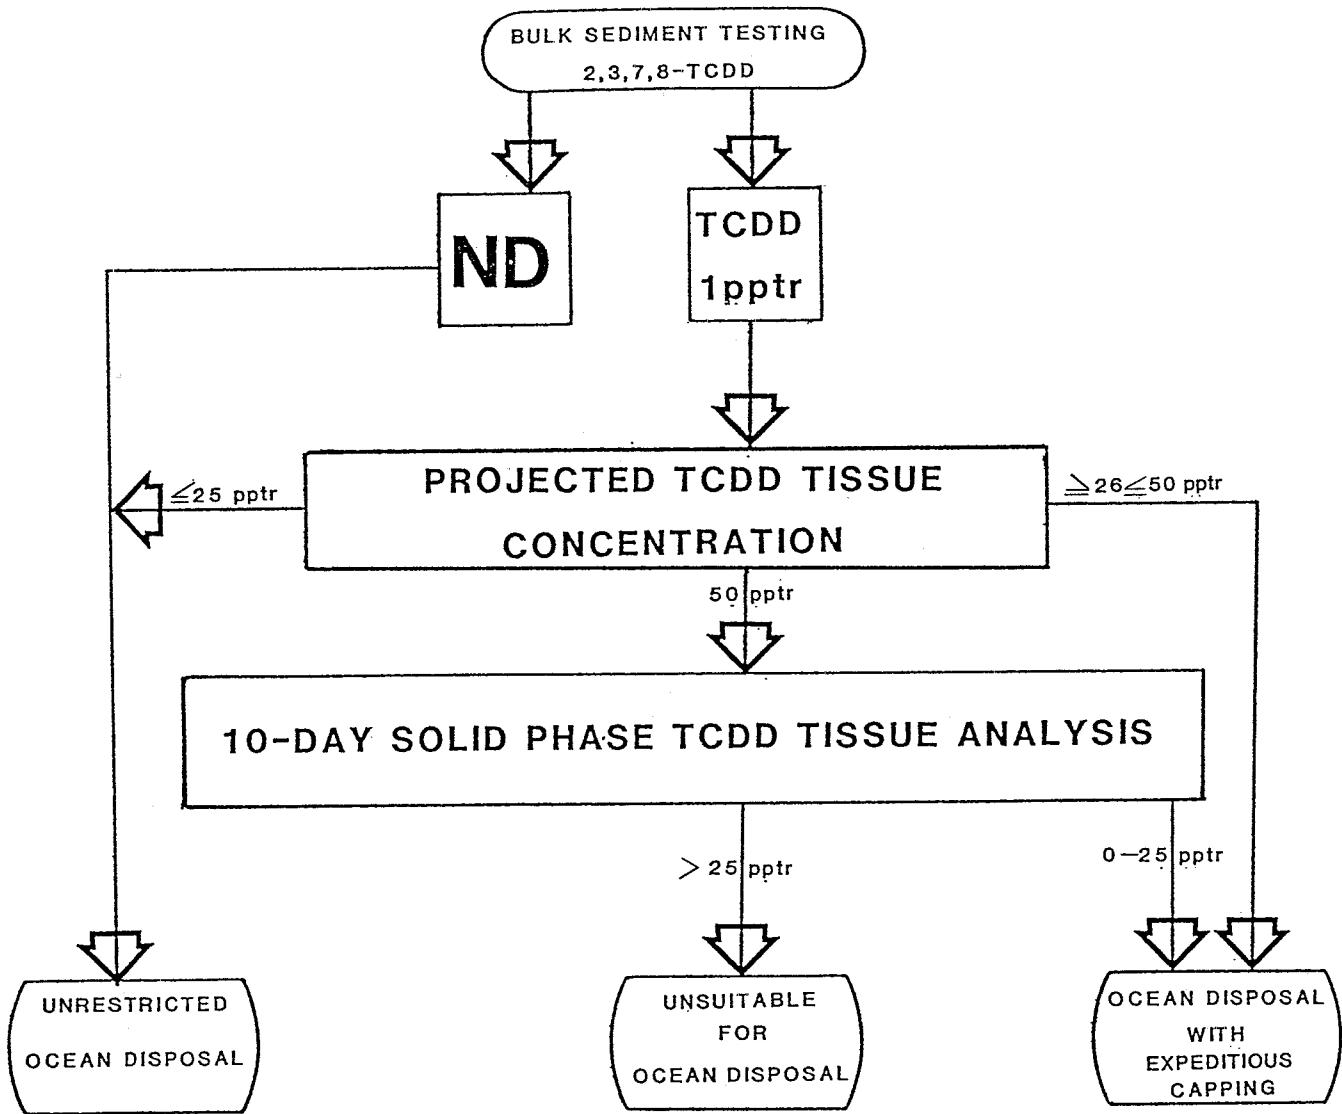 BULK SEDIMENT TESTING
2,3,7,8-TCDD
ND
TCDD
1pptr
PROJECTED TCDD TISSUE
CONCENTRATION
≦25 pptr
≧26≦50 pptr
50 pptr
10-DAY SOLID PHASE TCDD TISSUE ANALYSIS
>25 pptr
0-25 pptr
UNRESTRICTED
OCEAN DISPOSAL
UNSUITABLE
FOR
OCEAN DISPOSAL
OCEAN DISPOSAL
WITH
EXPEDITIOUS
CAPPING